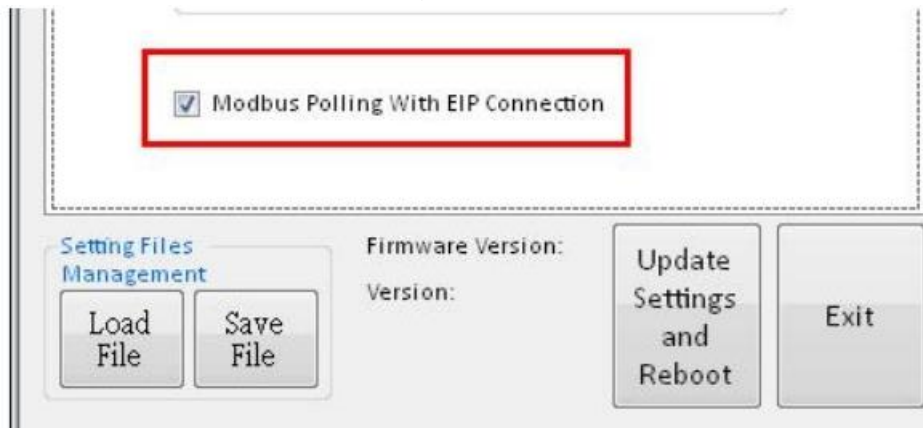 Modbus Polling With EIP Connection
Setting Files
Management
Load
File
Save
File
Firmware Version:
Version:
Update
Settings
and
Reboot
Exit